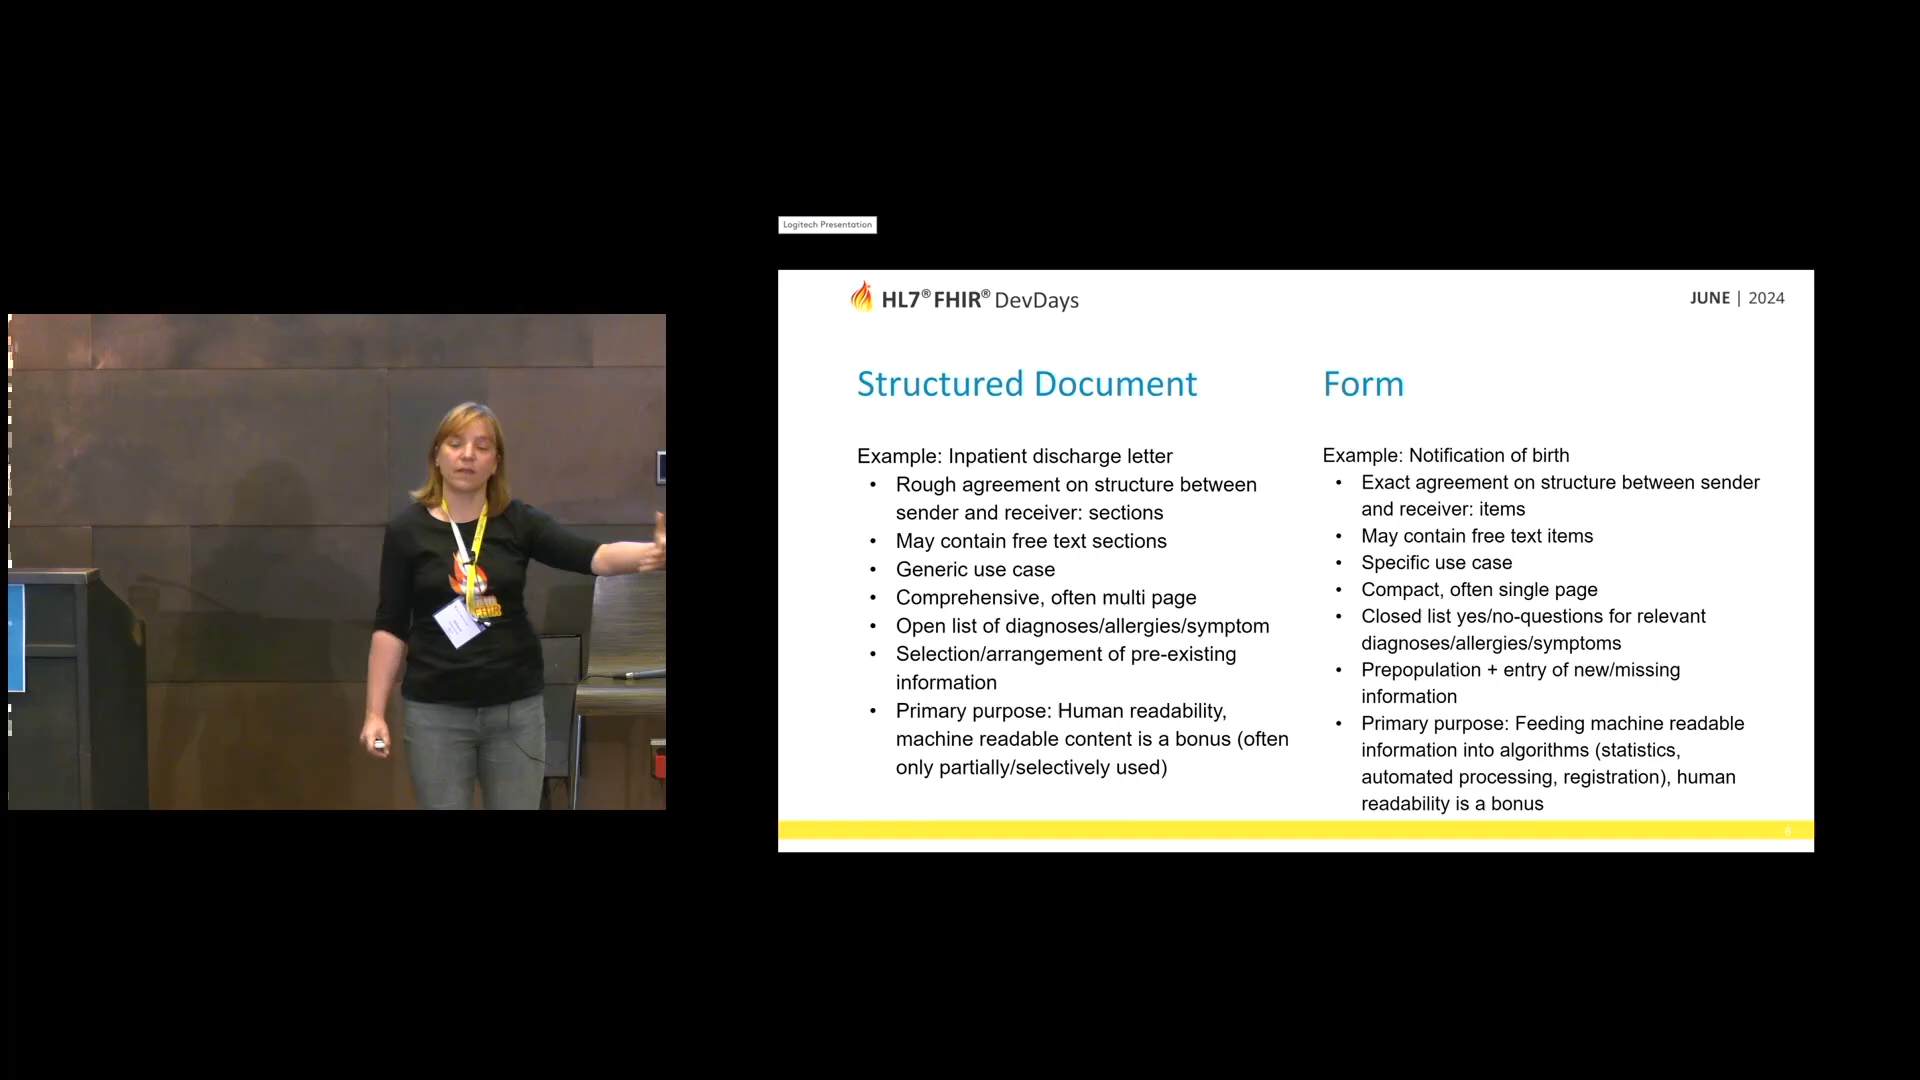 Logitech Presentation
HL7® FHIR® DevDays
JUNE | 2024
Structured Document
Example: Inpatient discharge letter
• Rough agreement on structure between
sender and receiver: sections
• May contain free text sections
• Generic use case
• Comprehensive, often multi page
• Open list of diagnoses/allergies/symptom
• Selection/arrangement of pre-existing
information
• Primary purpose: Human readability,
machine readable content is a bonus (often
only partially/selectively used)
Form
Example: Notification of birth
• Exact agreement on structure between sender
and receiver: items
• May contain free text items
• Specific use case
• Compact, often single page
• Closed list yes/no-questions for relevant
diagnoses/allergies/symptoms
• Prepopulation + entry of new/missing
information
• Primary purpose: Feeding machine readable
information into algorithms (statistics,
automated processing, registration), human
readability is a bonus
FHIR